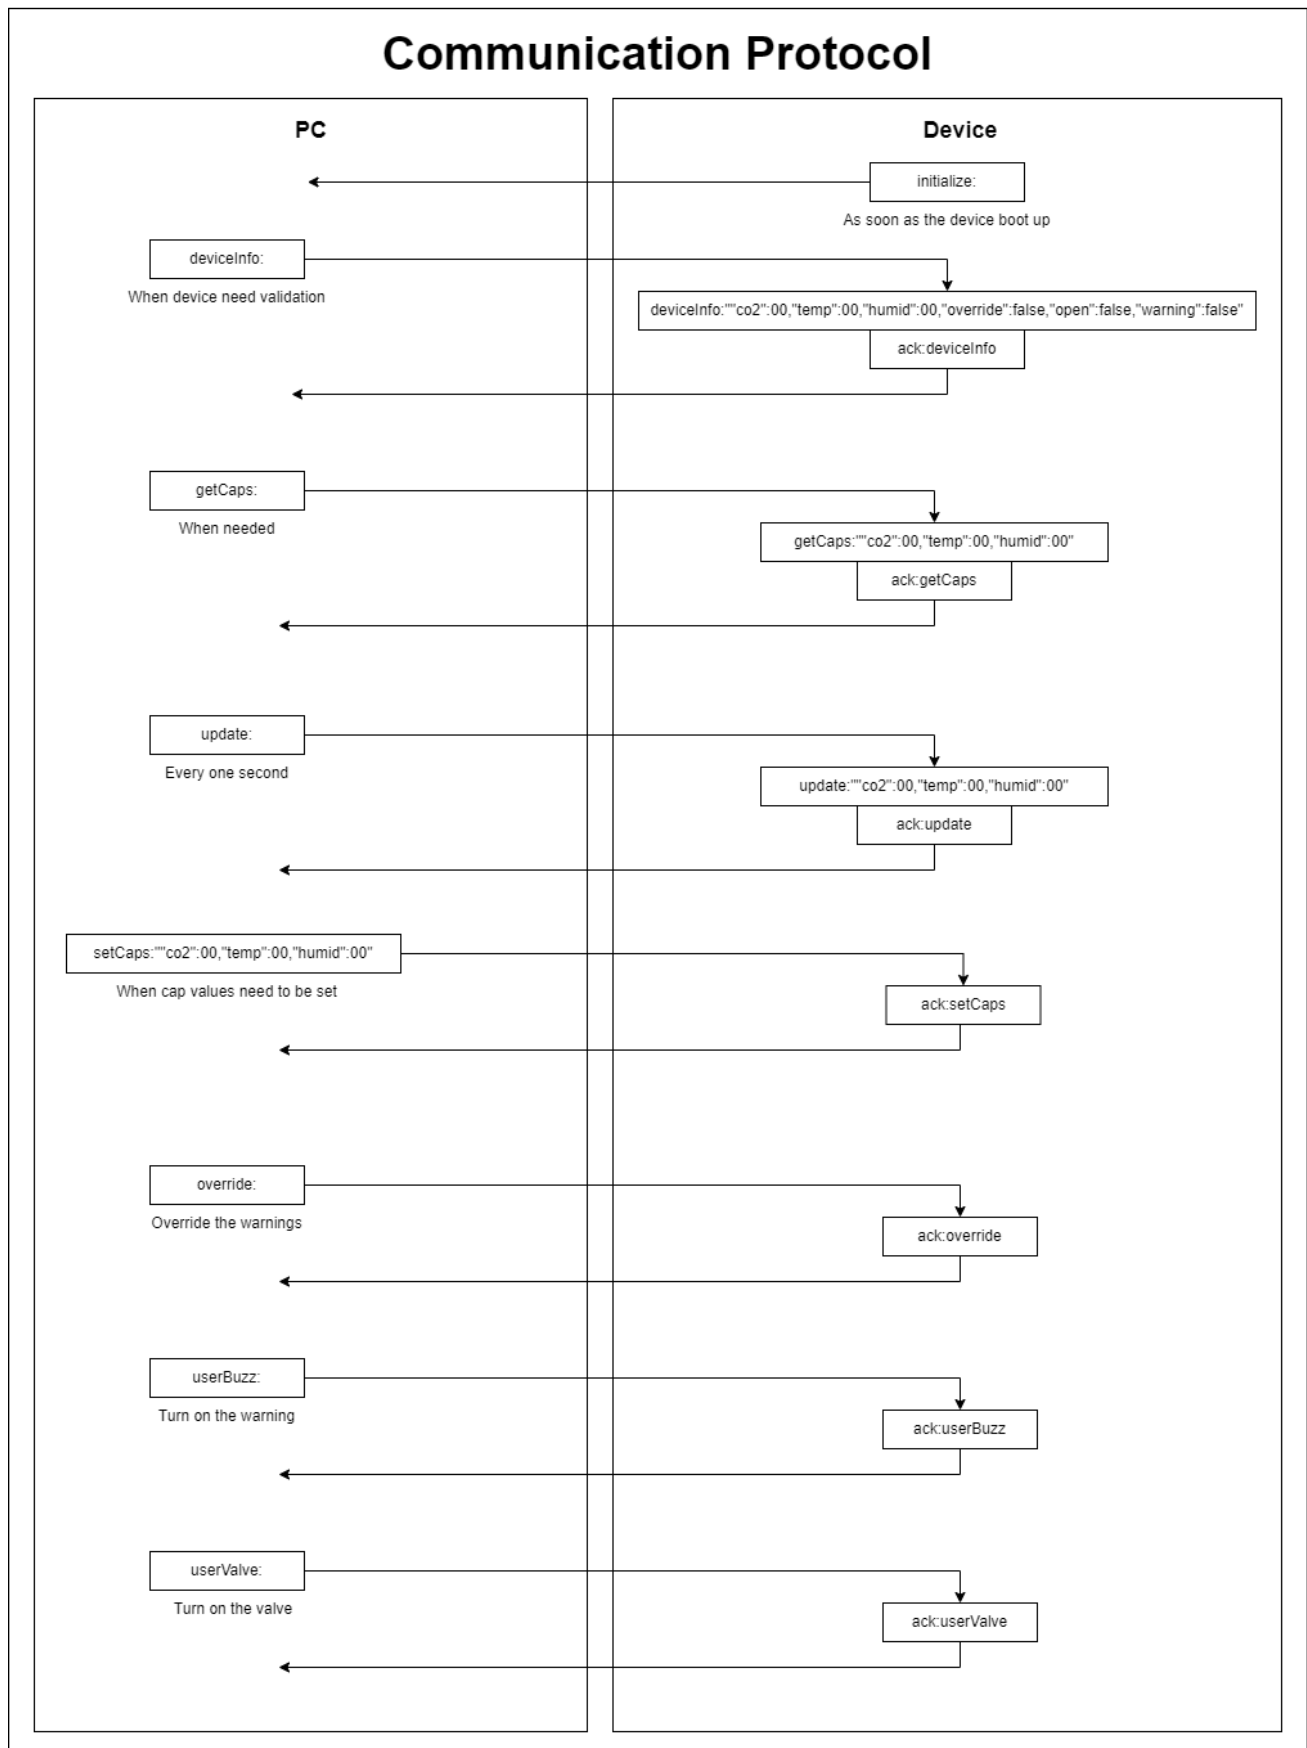 Communication Protocol
PC
Device
initialize:
As soon as the device boot up
deviceInfo:
When device need validation
deviceInfo:""co2":00,"temp":00,"humid":00,"override":false,"open":false,"warning":false"
ack:deviceInfo
getCaps:
When needed
getCaps:""co2":00,"temp":00,"humid":00"
ack:getCaps
update:
Every one second
update:""co2":00,"temp":00,"humid":00"
ack:update
setCaps:""co2":00,"temp":00,"humid":00"
When cap values need to be set
ack:setCaps
override:
Override the warnings
ack:override
userBuzz:
Turn on the warning
ack:userBuzz
userValve:
Turn on the valve
ack:userValve